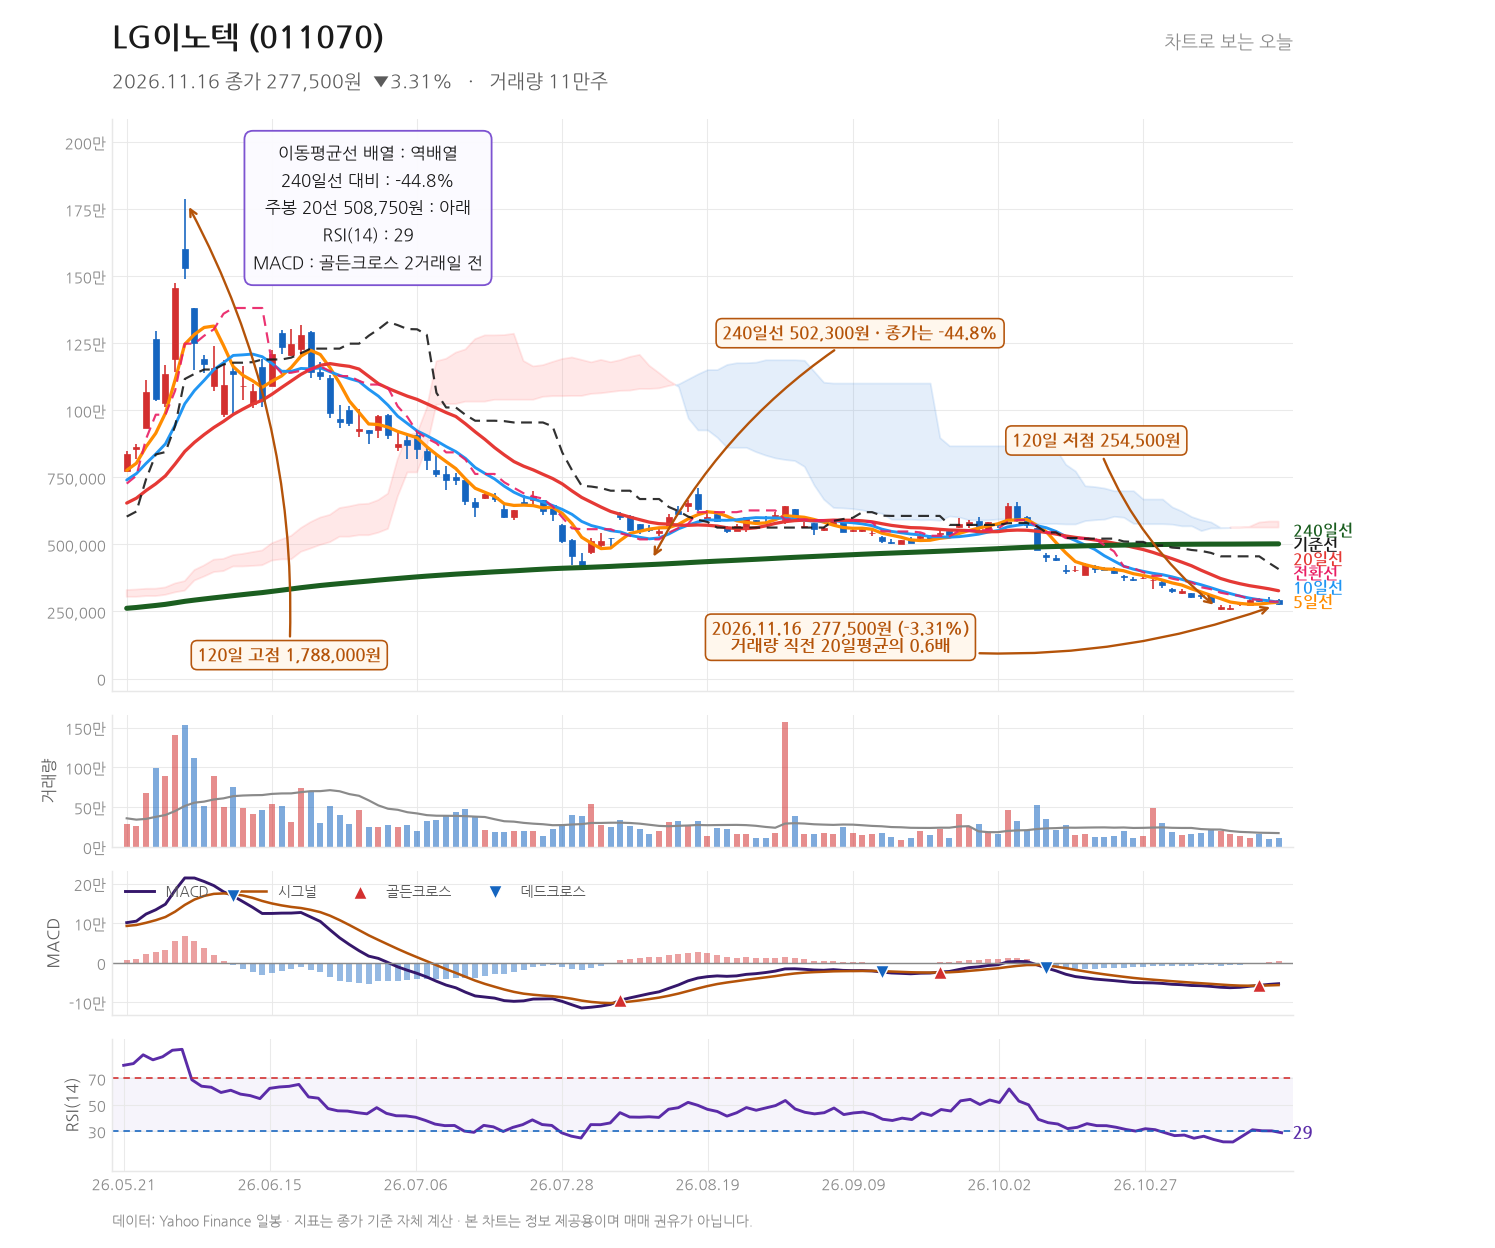 LG이노텍 (011070)
차트로 보는 오늘
2026.11.16 종가 277,500원 ▼3.31% · 거래량 11만주
200만
175만
150만
125만
100만
750,000
500,000
250,000
0
이동평균선 배열 : 역배열
240일선 대비 : -44.8%
주봉 20선 508,750원 : 아래
RSI(14) : 29
MACD : 골든크로스 2거래일 전
240일선 502,300원 · 종가는 -44.8%
120일 저점 254,500원
120일 고점 1,788,000원
2026.11.16 277,500원 (-3.31%)
거래량 직전 20일평균의 0.6배
240일선
기준선
20일선
전환선
10일선
5일선
거래량
150만
100만
50만
0만
MACD
20만
10만
0
-10만
MACD
시그널
골든크로스
데드크로스
RSI(14)
70
50
30
29
26.05.21
26.06.15
26.07.06
26.07.28
26.08.19
26.09.09
26.10.02
26.10.27
데이터: Yahoo Finance 일봉 · 지표는 종가 기준 자체 계산 · 본 차트는 정보 제공용이며 매매 권유가 아닙니다.